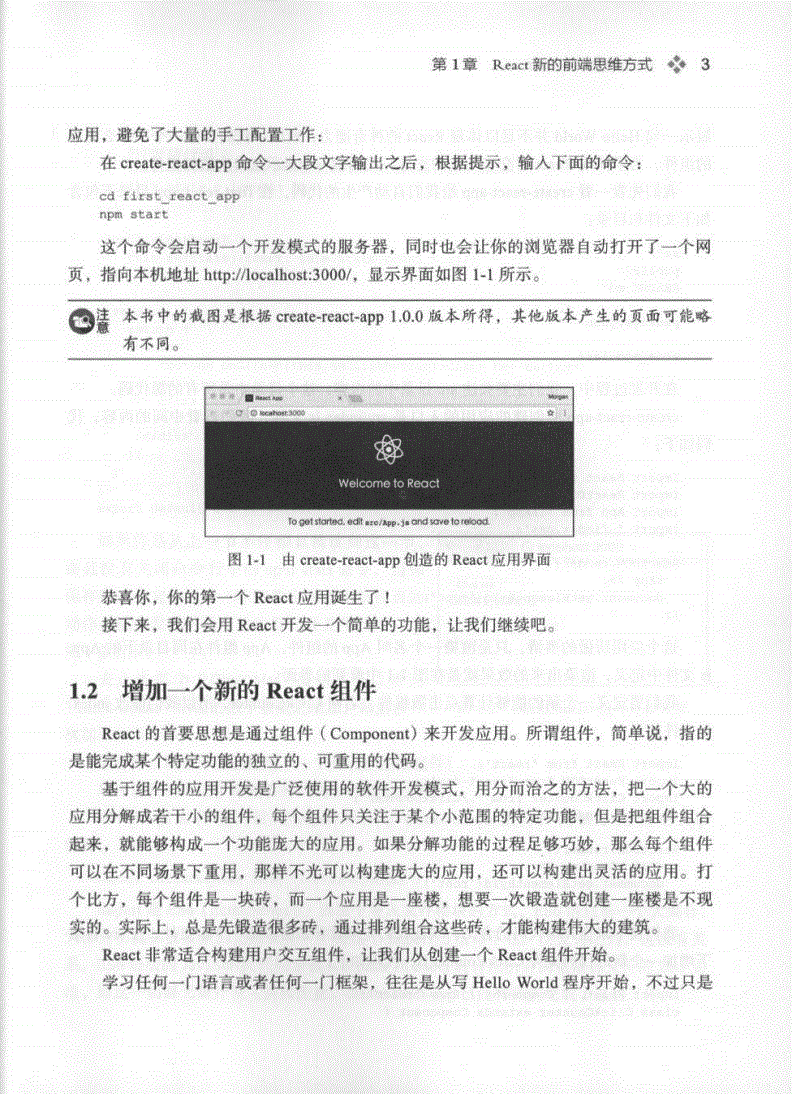 第 1 章 React 新的前端思维方式 3
应用，避免了大量的手工配置工作：
在 create-react-app 命令一大段文字输出之后，根据提示，输入下面的命令：
cd first_react_app
npm start
这个命令会启动一个开发模式的服务器，同时也会让你的浏览器自动打开了一个网
页，指向本机地址 http://localhost:3000/，显示界面如图 1-1 所示。
注意 本书中的截图是根据 create-react-app 1.0.0 版本所得，其他版本产生的页面可能略
有不同。
React App Morgan
localhost:3000
Welcome to React
To get started, edit src/App.js and save to reload.
图 1-1 由 create-react-app 创造的 React 应用界面
恭喜你，你的第一个 React 应用诞生了！
接下来，我们会用 React 开发一个简单的功能，让我们继续吧。
1.2 增加一个新的 React 组件
React 的首要思想是通过组件（Component）来开发应用。所谓组件，简单说，指的
是能完成某个特定功能的独立的、可重用的代码。
基于组件的应用开发是广泛使用的软件开发模式，用分而治之的方法，把一个大的
应用分解成若干小的组件，每个组件只关注于某个小范围的特定功能，但是把组件组合
起来，就能够构成一个功能庞大的应用。如果分解功能的过程足够巧妙，那么每个组件
可以在不同场景下重用，那样不光可以构建庞大的应用，还可以构建出灵活的应用。打
个比方，每个组件是一块砖，而一个应用是一座楼，想要一次锻造就创建一座楼是不现
实的。实际上，总是先锻造很多砖，通过排列组合这些砖，才能构建伟大的建筑。
React 非常适合构建用户交互组件，让我们从创建一个 React 组件开始。
学习任何一门语言或者任何一门框架，往往是从写 Hello World 程序开始，不过只是